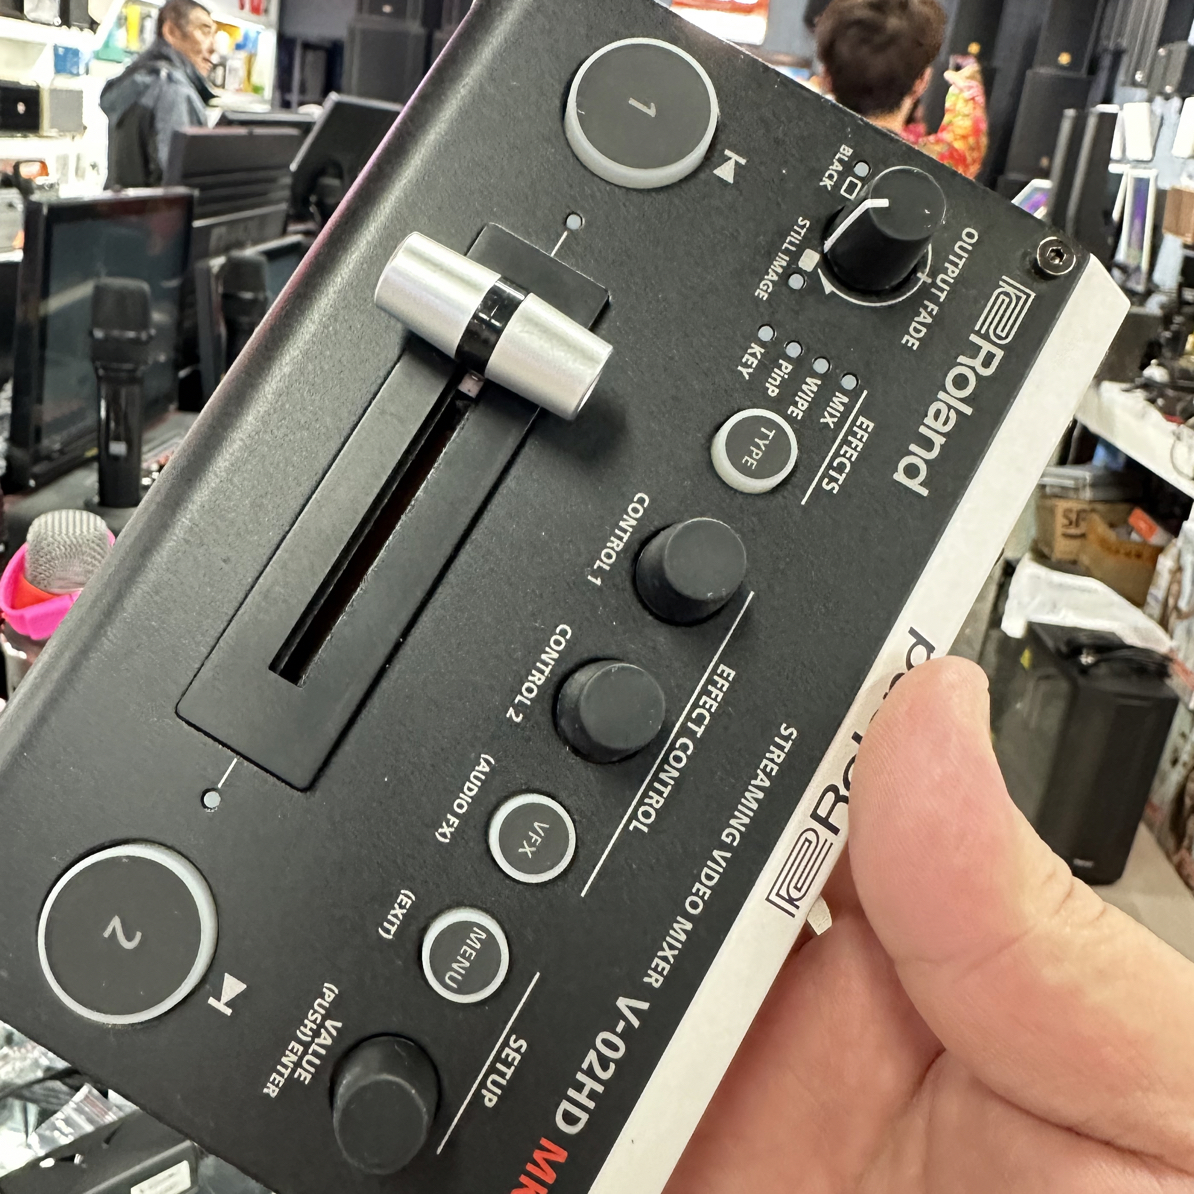 Roland
OUTPUT FADE
BLACK
STILL IMAGE
EFFECTS
MIX
WIPE
PinP
KEY
TYPE
1
CONTROL 1
CONTROL 2
EFFECT CONTROL
(AUDIO FX)
VFX
STREAMING VIDEO MIXER V-02HD
(EXIT)
MENU
SETUP
VALUE
(PUSH) ENTER
2